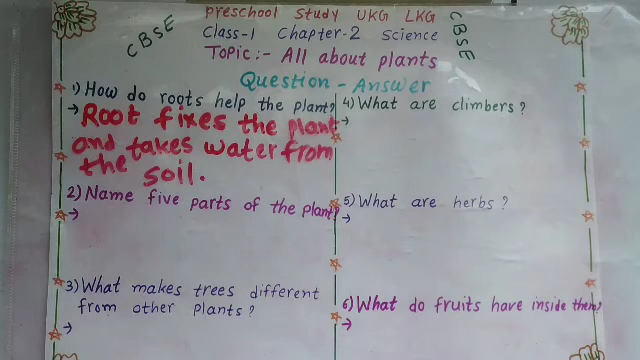 preschool study UKG LKG
CBSE
CBSE
Class-1 Chapter-2 Science
Topic:- All about plants
Question - Answer
1) How do roots help the plant?
→ Root fixes the plant
and takes water from
the soil.
2) Name five parts of the plant?
→
3) What makes trees different
from other plants?
→
4) What are climbers?
→
5) What are herbs?
→
6) What do fruits have inside them?
→